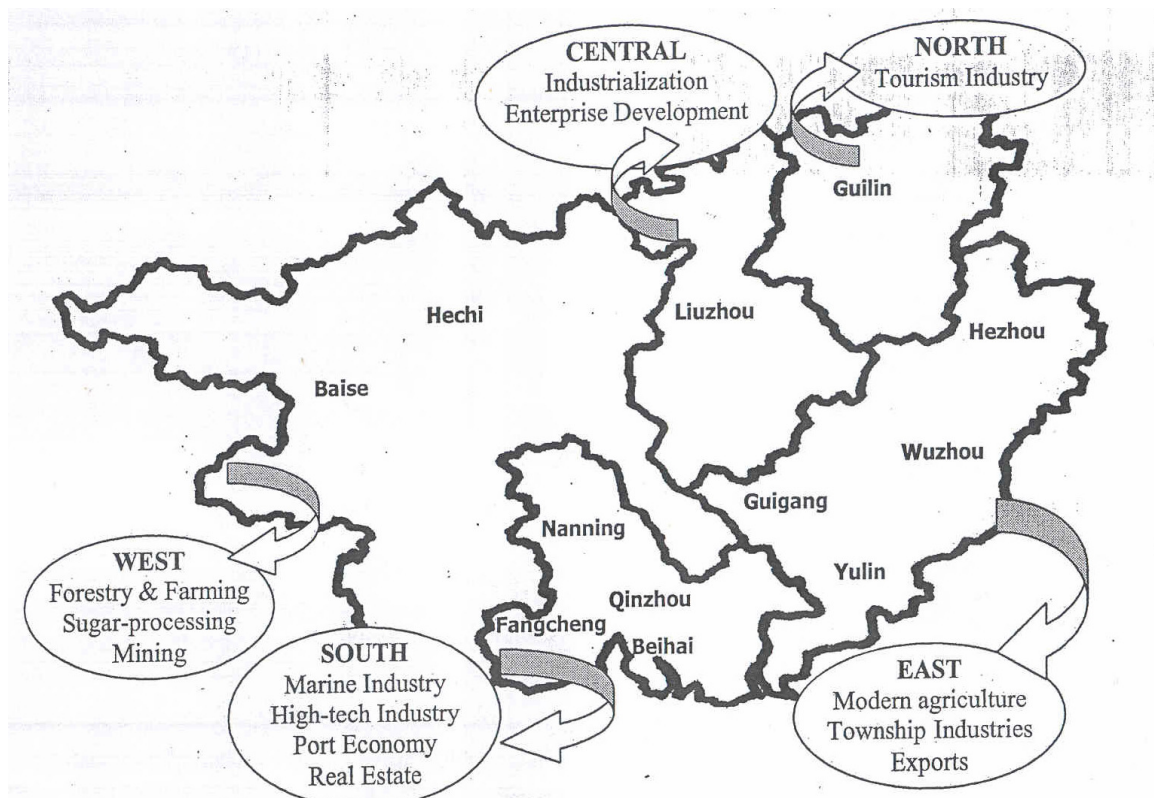 CENTRAL
Industrialization
Enterprise Development
NORTH
Tourism Industry
Guilin
Hechi
Liuzhou
Hezhou
Baise
Wuzhou
Guigang
Nanning
Yulin
Qinzhou
Fangcheng
Beihai
WEST
Forestry & Farming
Sugar-processing
Mining
SOUTH
Marine Industry
High-tech Industry
Port Economy
Real Estate
EAST
Modern agriculture
Township Industries
Exports